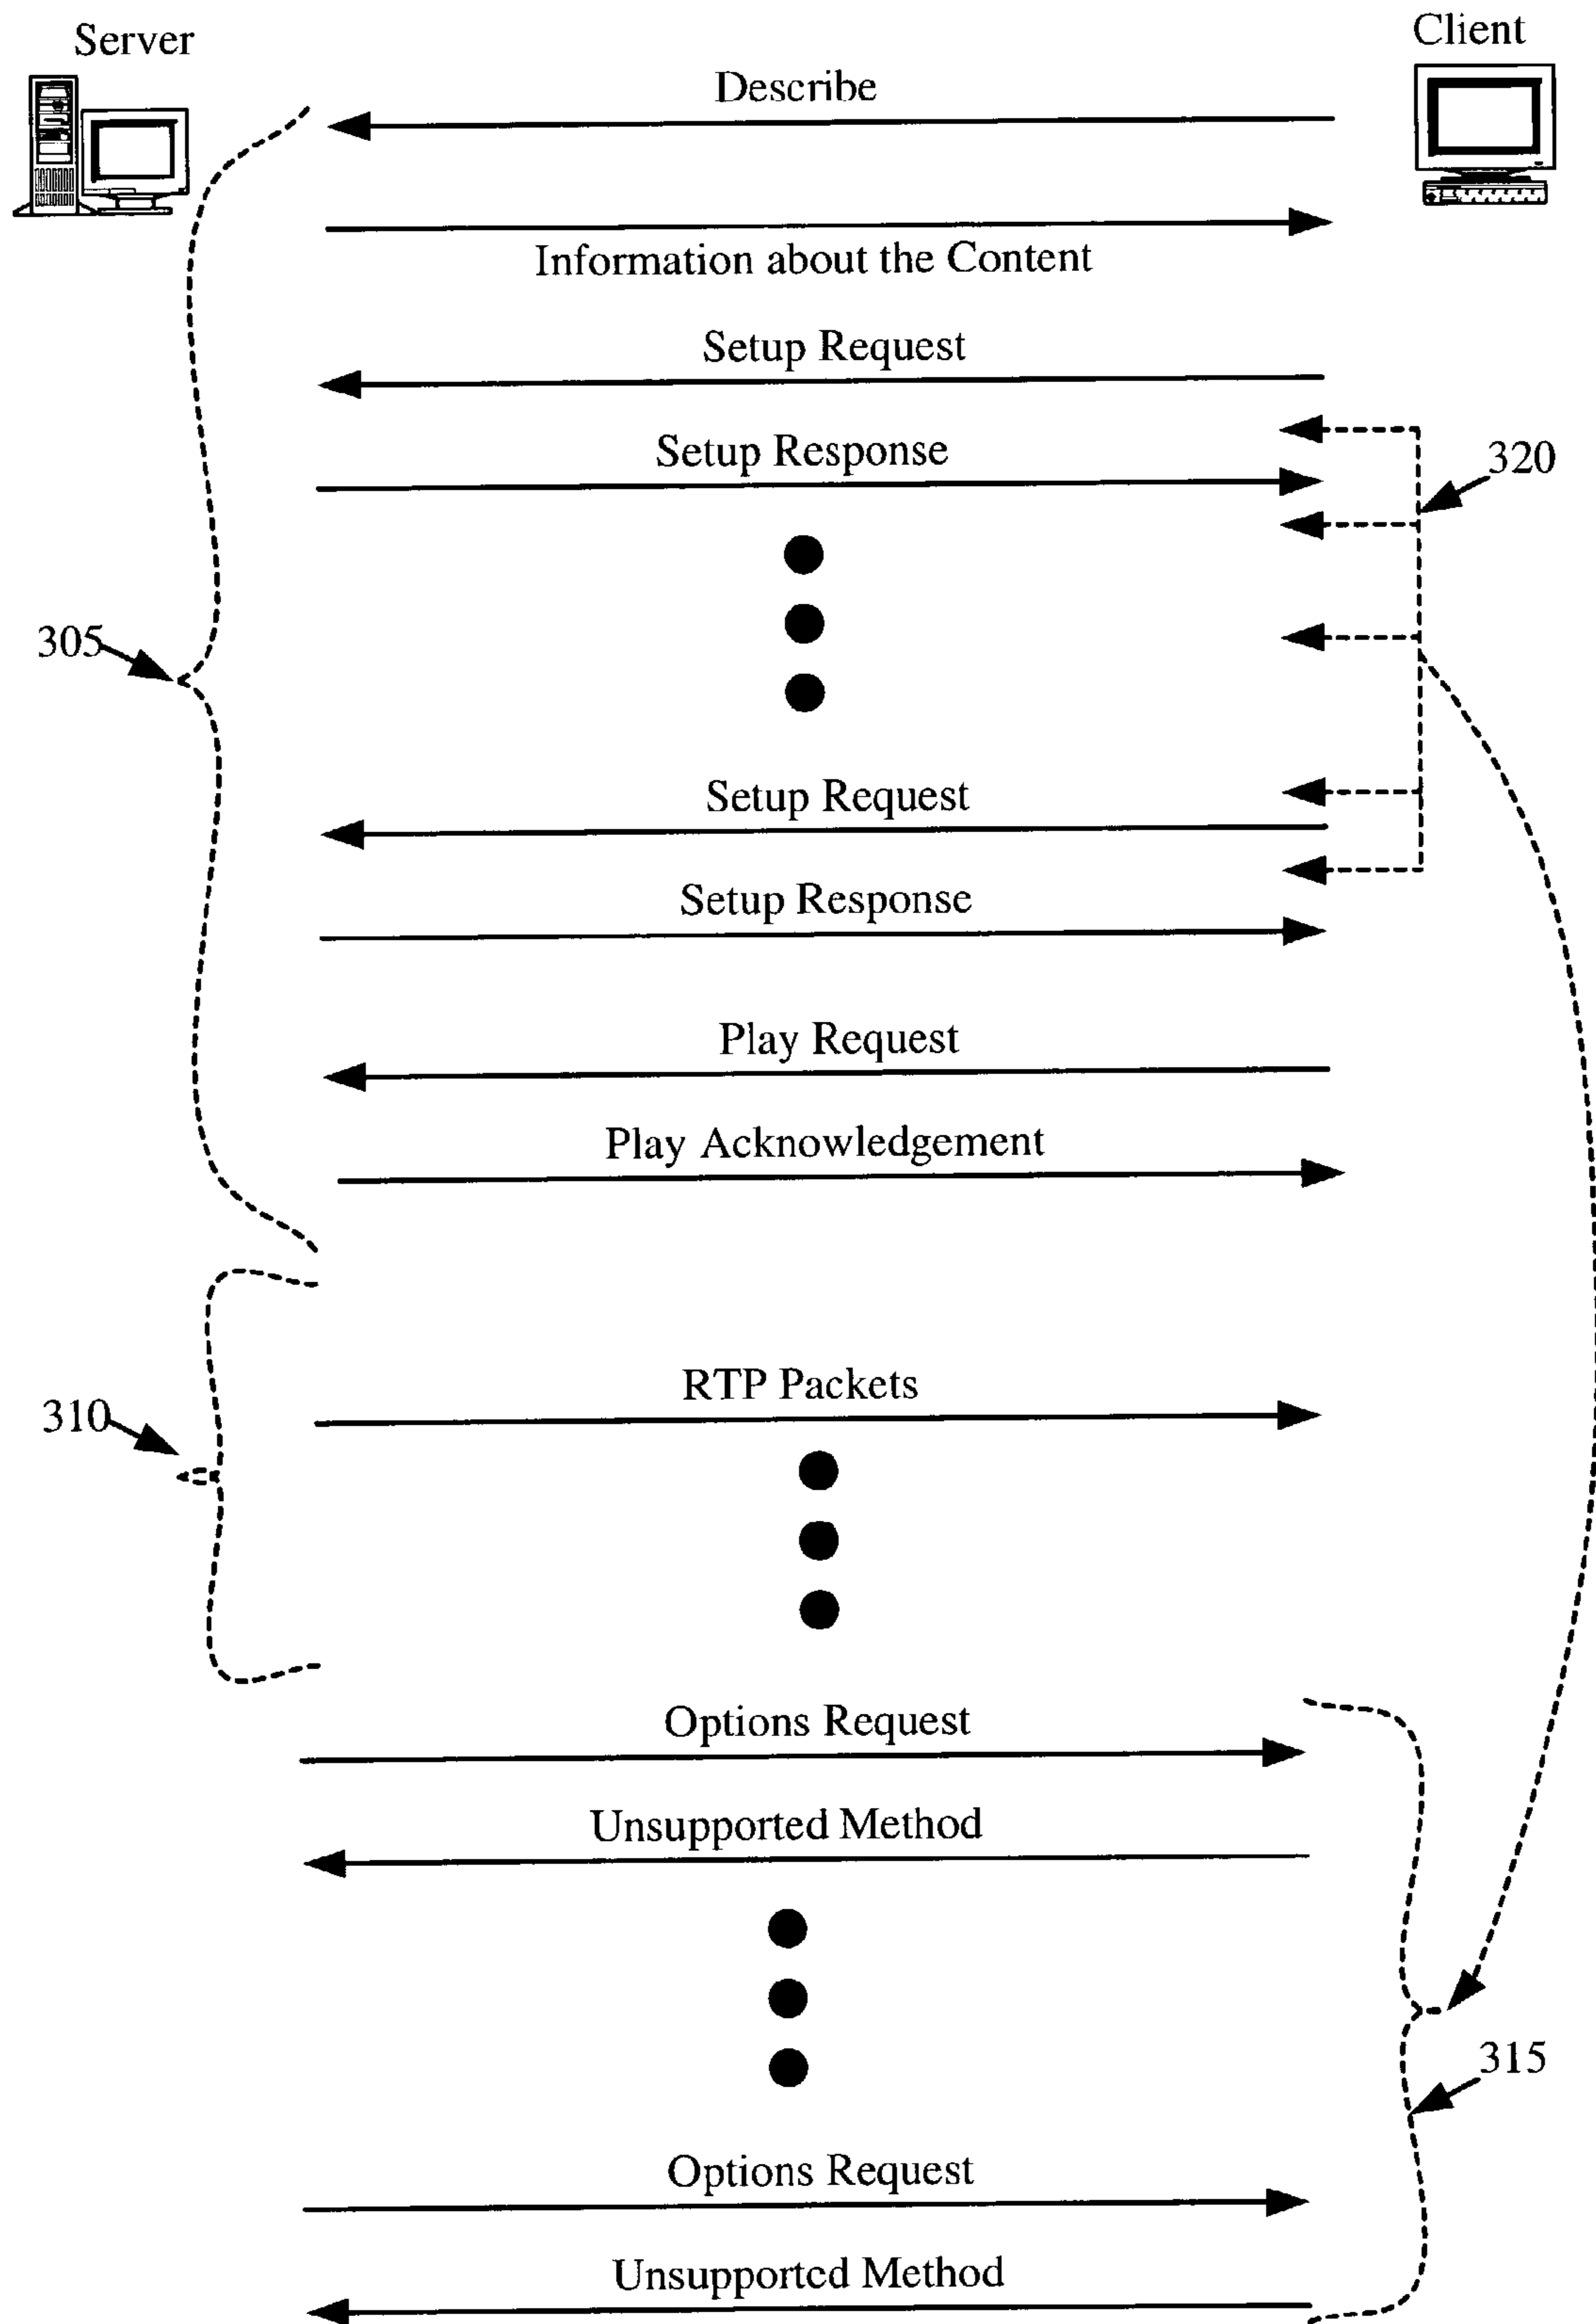 Server
Client
Describe
Information about the Content
Setup Request
Setup Response
320
305
Setup Request
Setup Response
Play Request
Play Acknowledgement
RTP Packets
310
Options Request
Unsupported Method
315
Options Request
Unsupported Method